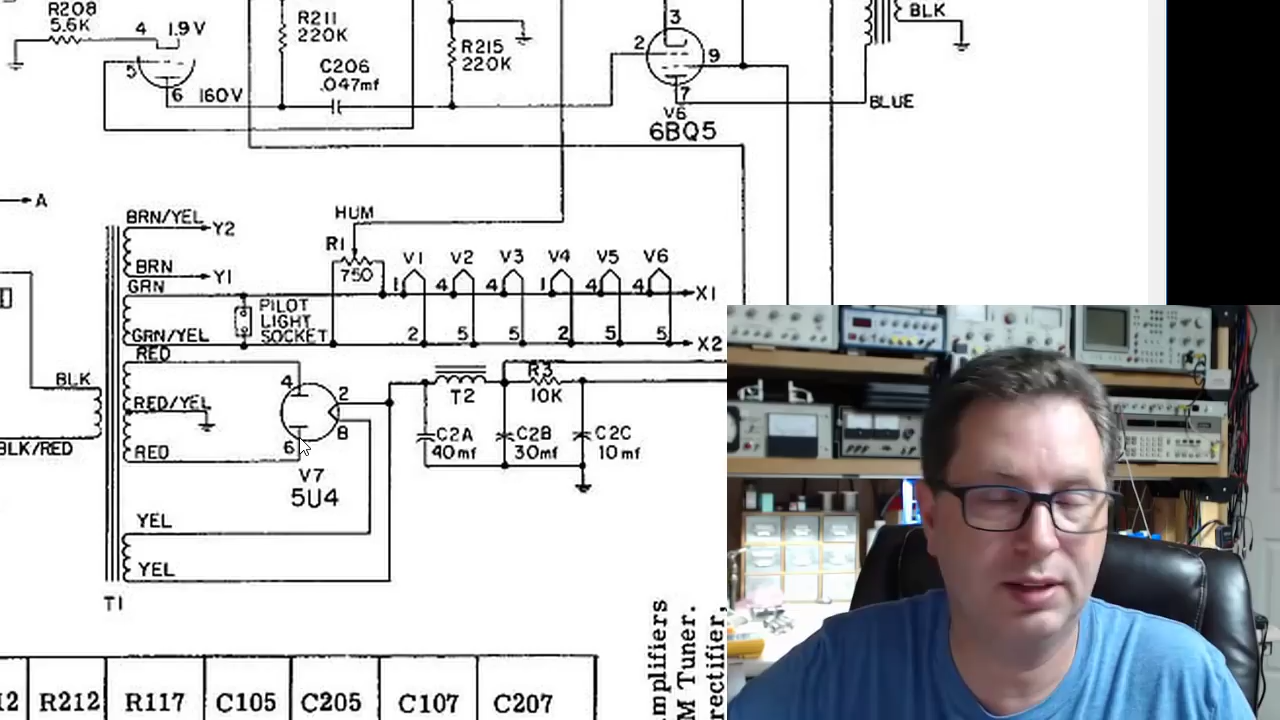 R208
5.6K
4
1.9V
5
6
160V
R211
220K
C206
.047mf
R215
220K
3
2
9
7
V6
6BQ5
BLK
BLUE
A
BRN/YEL
Y2
BRN
Y1
GRN
GRN/YEL
PILOT
LIGHT
SOCKET
HUM
R1
750
V1 V2 V3 V4 V5 V6
1 4 4 1 4 4
X1
2 5 5 2 5 5
X2
RED
RED/YEL
RED
BLK
BLK/RED
4
2
6
8
V7
5U4
T2
R3
10K
C2A
40mf
C2B
30mf
C2C
10mf
YEL
YEL
T1
12 R212 R117 C105 C205 C107 C207
mplifiers
M Tuner.
rectifier,